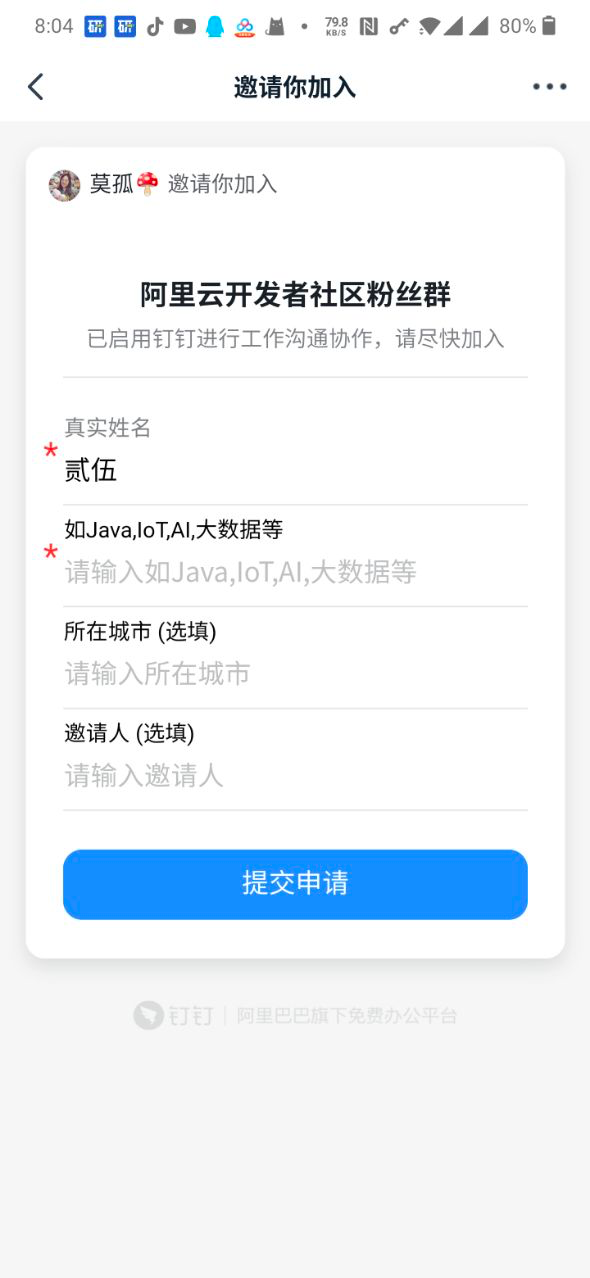 8:04 研 研 79.8 KB/S 80%
邀请你加入
莫孤🍄 邀请你加入
阿里云开发者社区粉丝群
已启用钉钉进行工作沟通协作，请尽快加入
真实姓名
*
贰伍
如Java,IoT,AI,大数据等
*
请输入如Java,IoT,AI,大数据等
所在城市 (选填)
请输入所在城市
邀请人 (选填)
请输入邀请人
提交申请
钉钉 | 阿里巴巴旗下免费办公平台